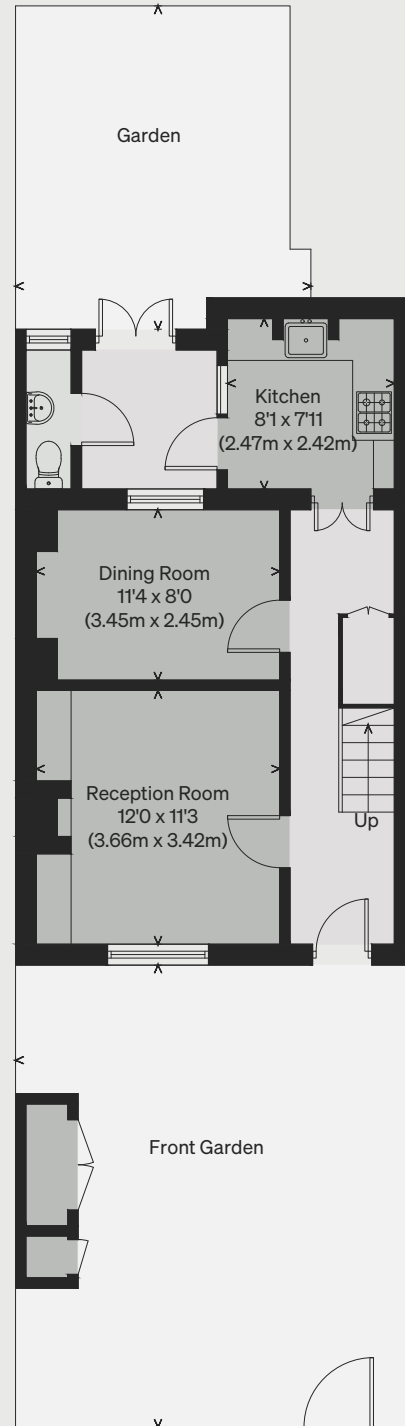 Garden
Kitchen
8'1 x 7'11
(2.47m x 2.42m)
Dining Room
11'4 x 8'0
(3.45m x 2.45m)
Reception Room
12'0 x 11'3
(3.66m x 3.42m)
Up
Front Garden